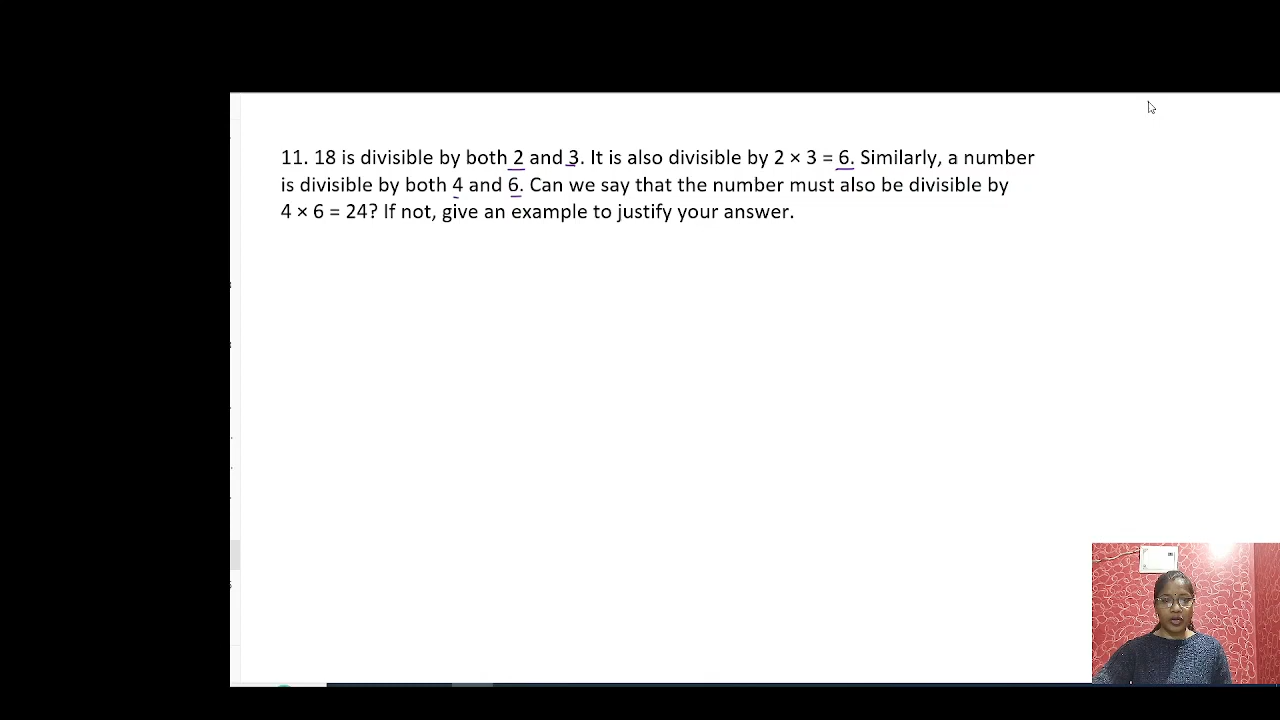 11. 18 is divisible by both 2 and 3. It is also divisible by 2 × 3 = 6. Similarly, a number
is divisible by both 4 and 6. Can we say that the number must also be divisible by
4 × 6 = 24? If not, give an example to justify your answer.